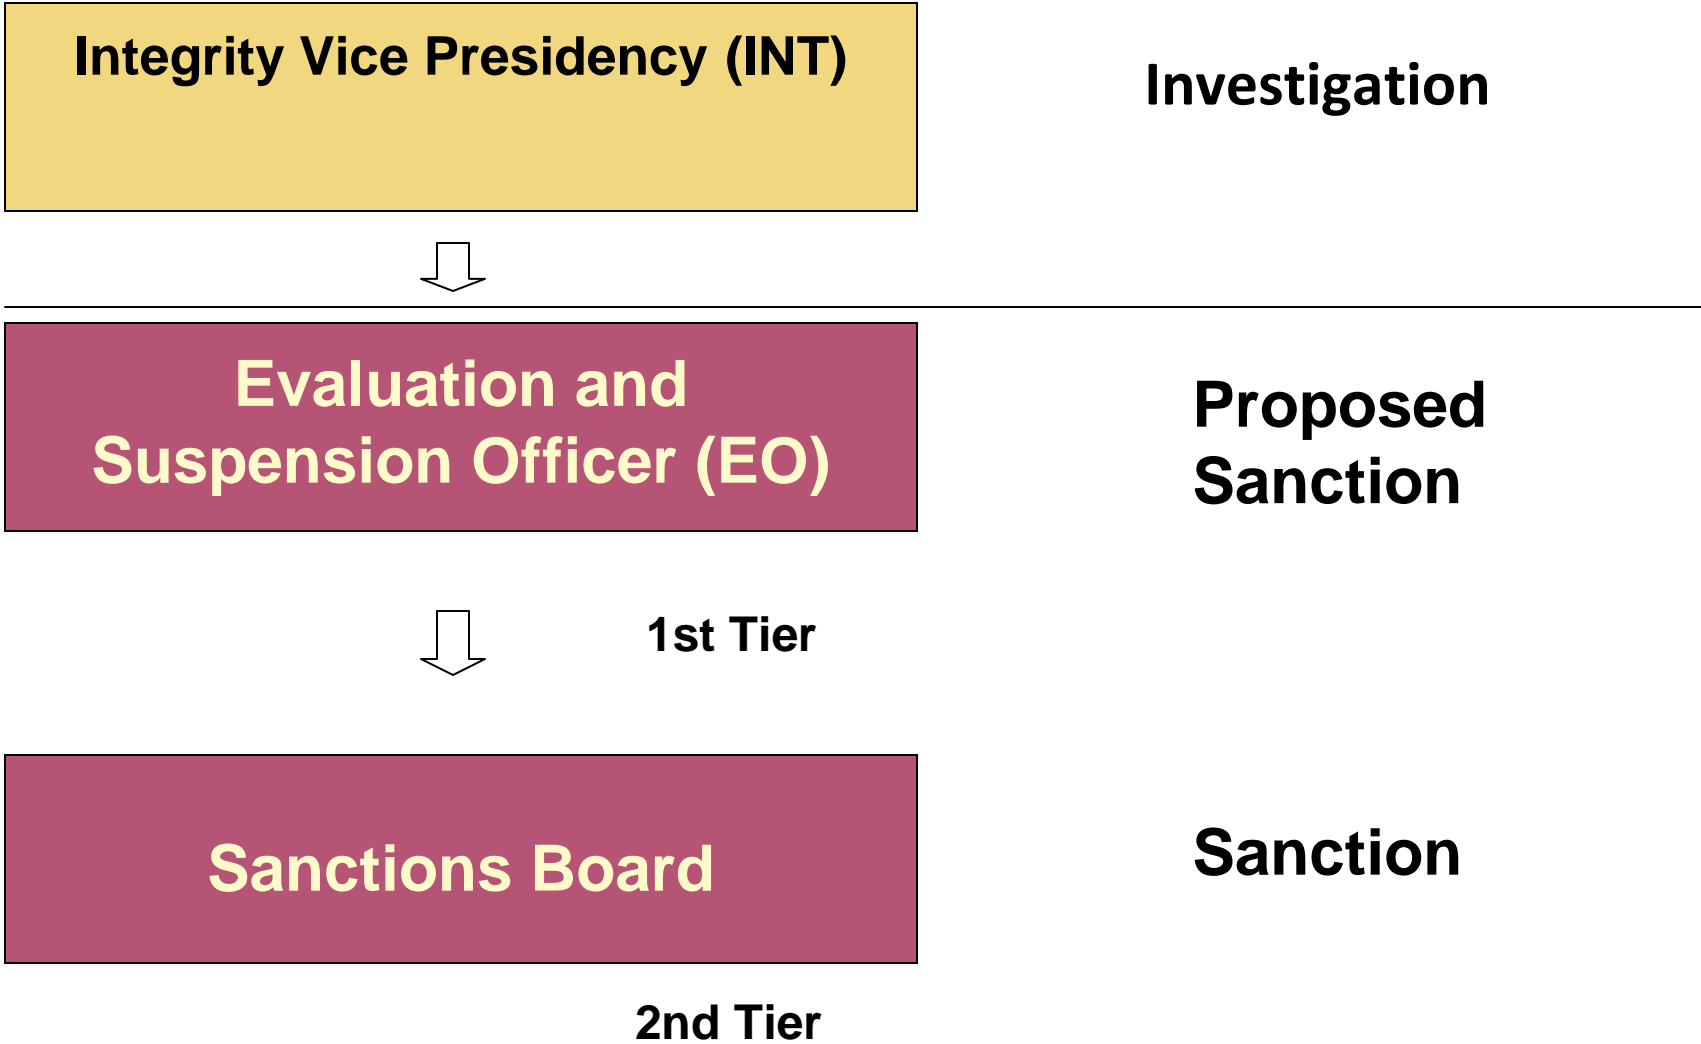 Integrity Vice Presidency (INT)
Investigation
Evaluation and
Suspension Officer (EO)
Proposed
Sanction
1st Tier
Sanctions Board
Sanction
2nd Tier